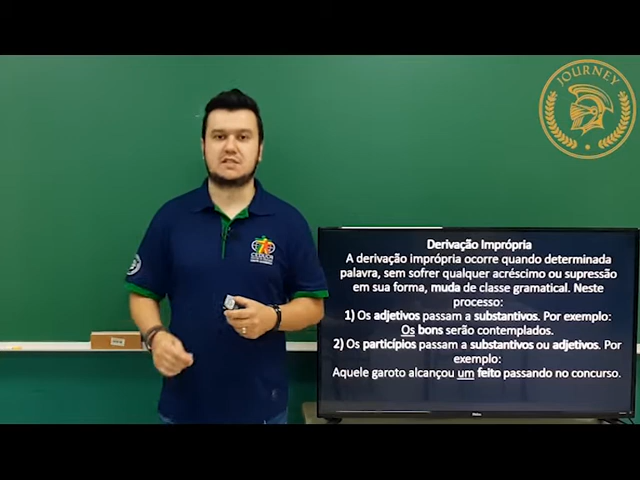 JOURNEY
Derivação Imprópria
A derivação imprópria ocorre quando determinada
palavra, sem sofrer qualquer acréscimo ou supressão
em sua forma, muda de classe gramatical. Neste
processo:
1) Os adjetivos passam a substantivos. Por exemplo:
Os bons serão contemplados.
2) Os particípios passam a substantivos ou adjetivos. Por
exemplo:
Aquele garoto alcançou um feito passando no concurso.